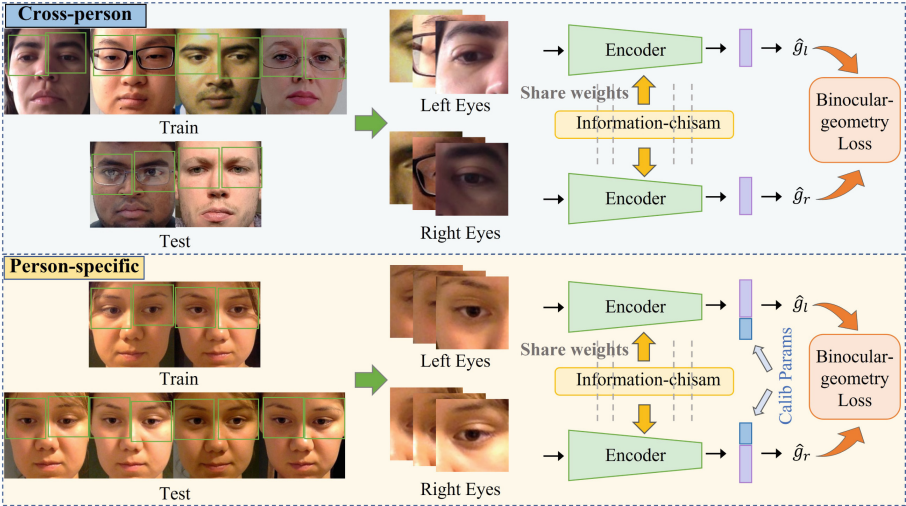 Cross-person
Train
Test
Left Eyes
Right Eyes
Encoder
Share weights
Information-chisam
Encoder
ĝl
ĝr
Binocular-
geometry
Loss
Person-specific
Train
Test
Left Eyes
Right Eyes
Encoder
Share weights
Information-chisam
Encoder
Calib Params
ĝl
ĝr
Binocular-
geometry
Loss